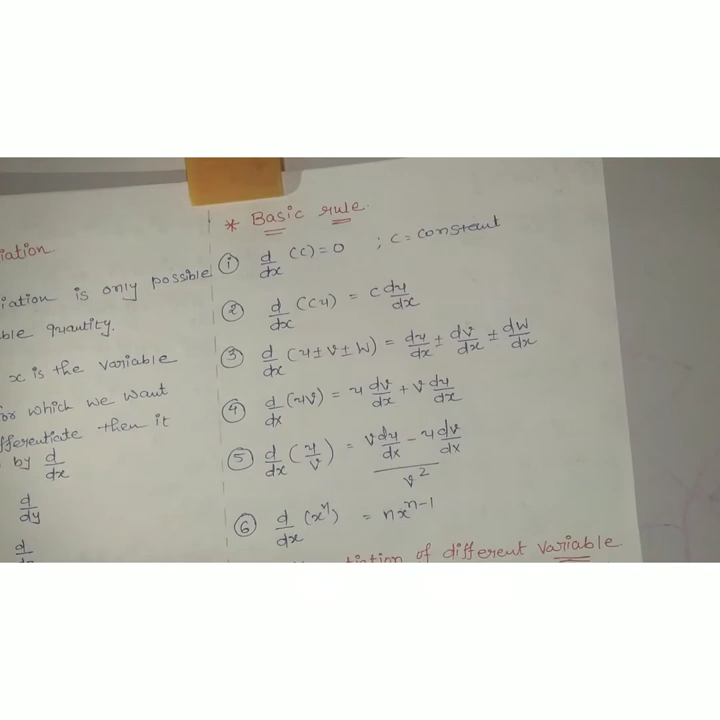 iation
iation is only possible
ble quantity.
x is the variable
for which we want
fferentiate then it
by d/dx
d/dy
* Basic rule.
① d/dx (c) = 0 ; c = constent
② d/dx (cu) = c du/dx
③ d/dx (u ± v ± w) = du/dx ± dv/dx ± dw/dx
④ d/dx (uv) = u dv/dx + v du/dx
⑤ d/dx (u/v) = (v du/dx - u dv/dx)/v²
⑥ d/dx (xⁿ) = nxⁿ⁻¹
of different variable.